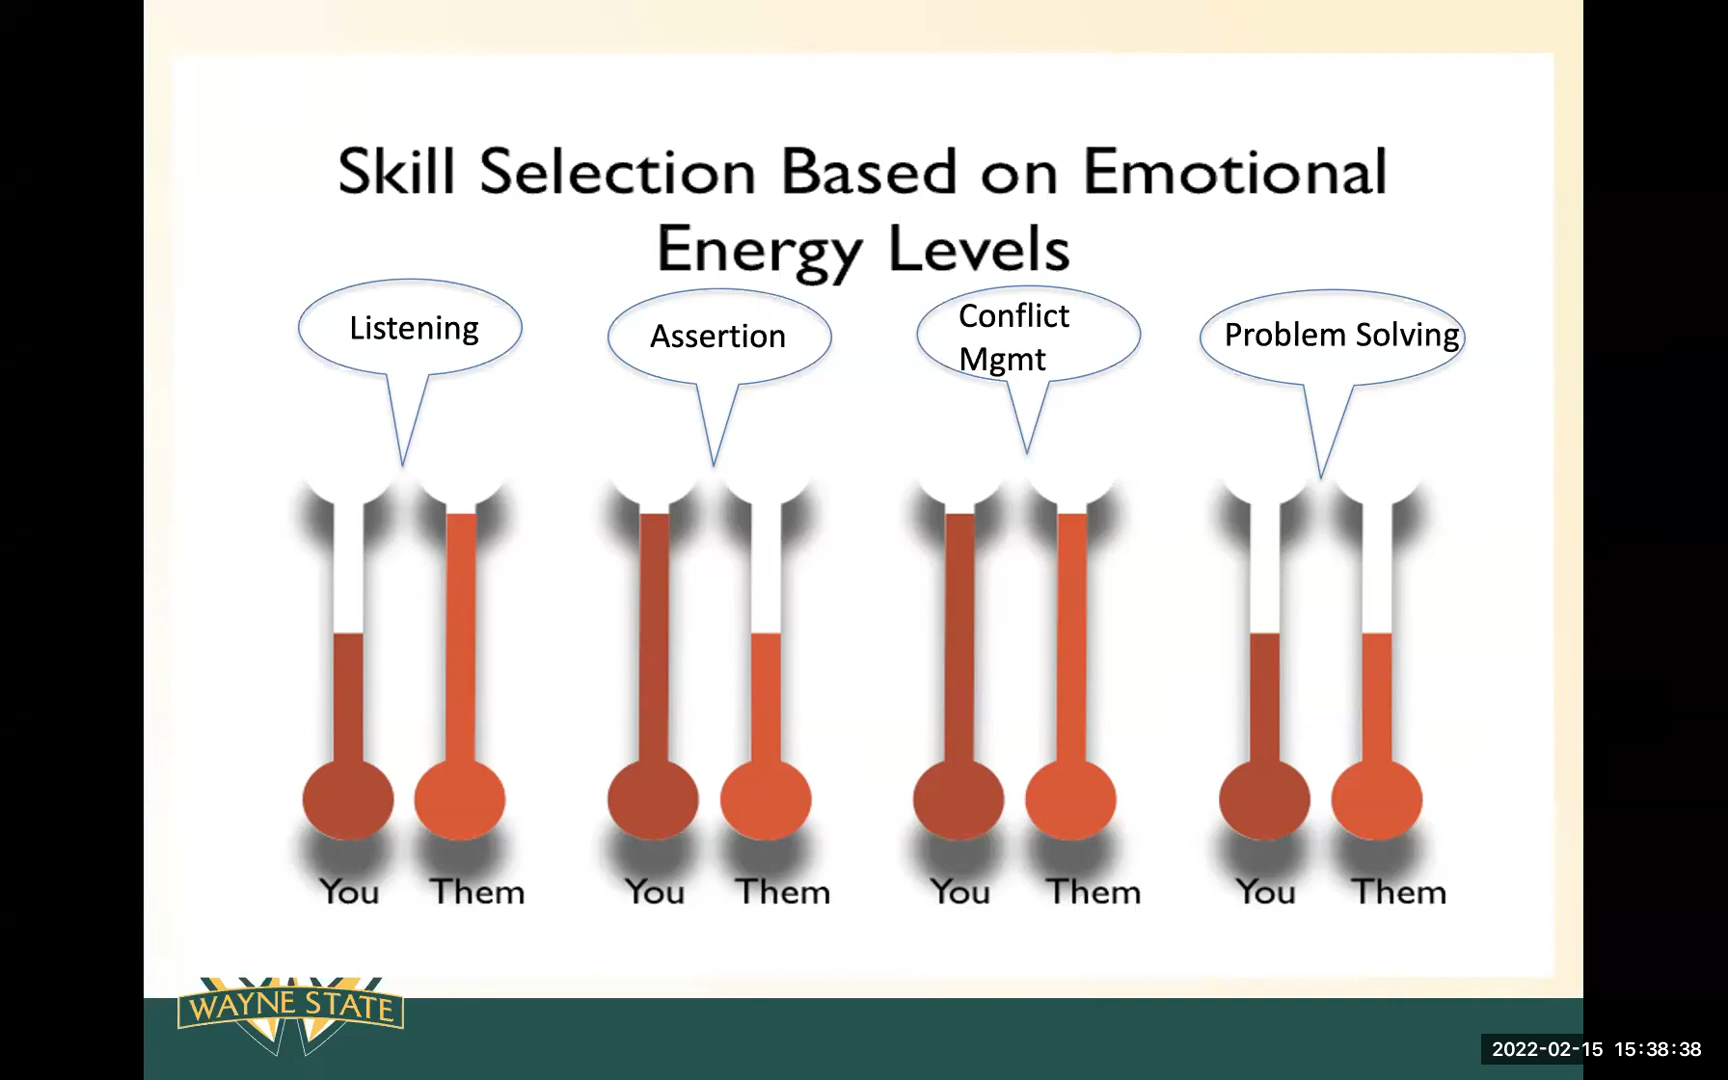 Skill Selection Based on Emotional
Energy Levels
Listening
Assertion
Conflict
Mgmt
Problem Solving
You Them
You Them
You Them
You Them
WAYNE STATE
2022-02-15 15:38:38